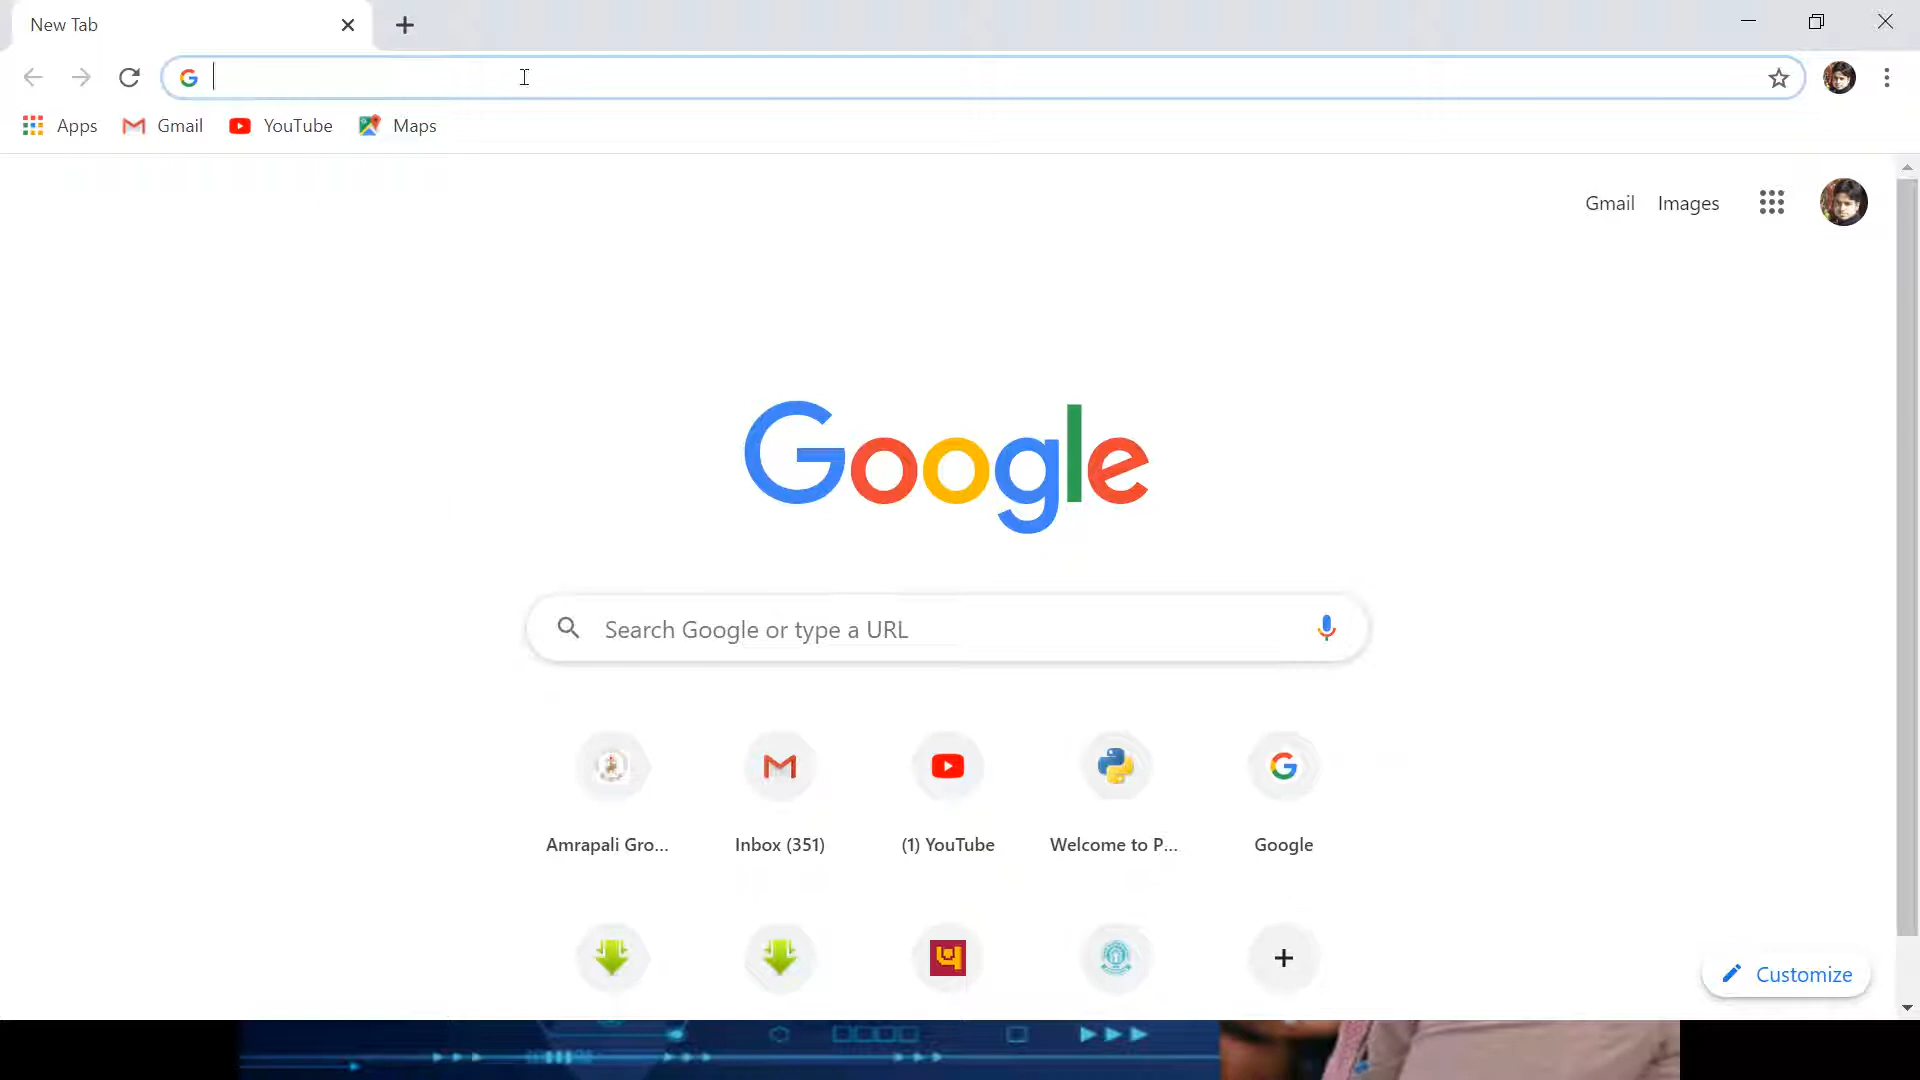 New Tab
Apps Gmail YouTube Maps
Gmail Images
Google
Search Google or type a URL
Amrapali Gro... Inbox (351) (1) YouTube Welcome to P... Google
Customize